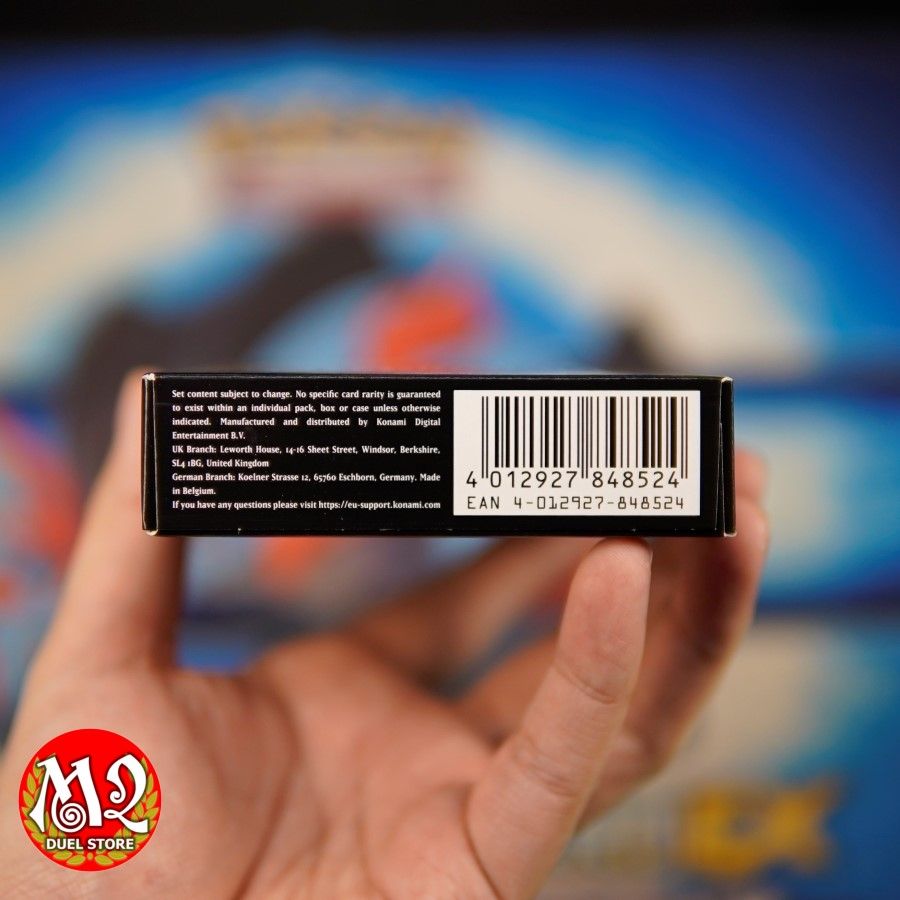 Set content subject to change. No specific card rarity is guaranteed
to exist within an individual pack, box or case unless otherwise
indicated. Manufactured and distributed by Konami Digital
Entertainment B.V.
UK Branch: Leworth House, 14-16 Sheet Street, Windsor, Berkshire,
SL4 1BG, United Kingdom
German Branch: Koelner Strasse 12, 65760 Eschborn, Germany. Made
in Belgium.
If you have any questions please visit https://eu-support.konami.com
4 012927 848524
EAN 4-012927-848524
M2
DUEL STORE